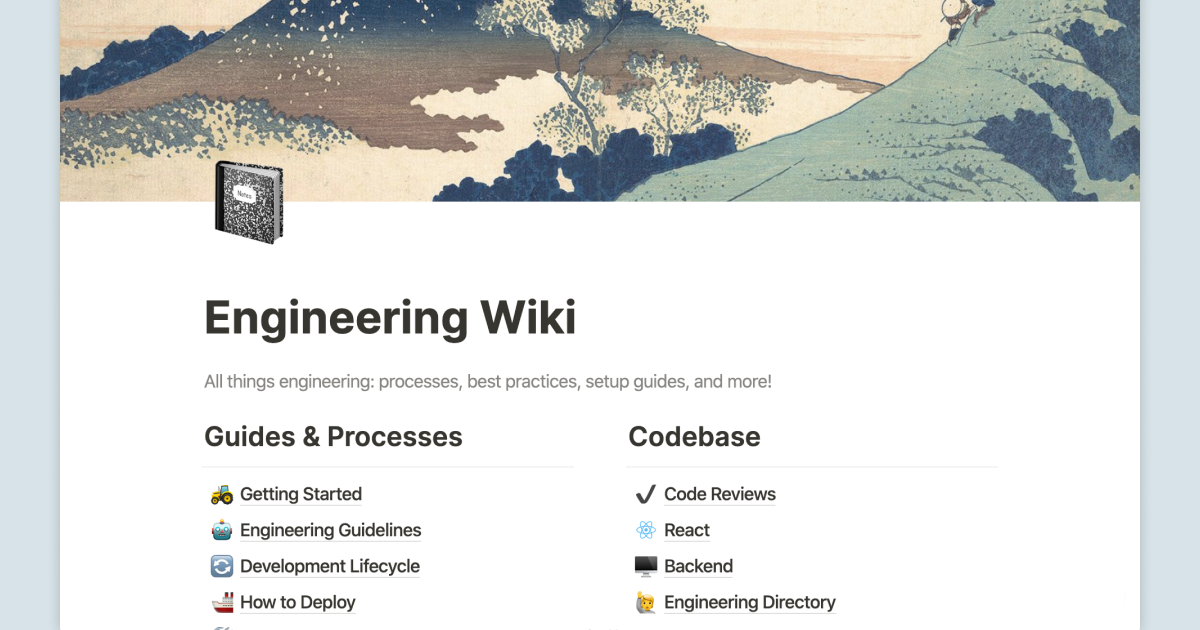 Notes
Engineering Wiki
All things engineering: processes, best practices, setup guides, and more!
Guides & Processes
Getting Started
Engineering Guidelines
Development Lifecycle
How to Deploy
Codebase
Code Reviews
React
Backend
Engineering Directory